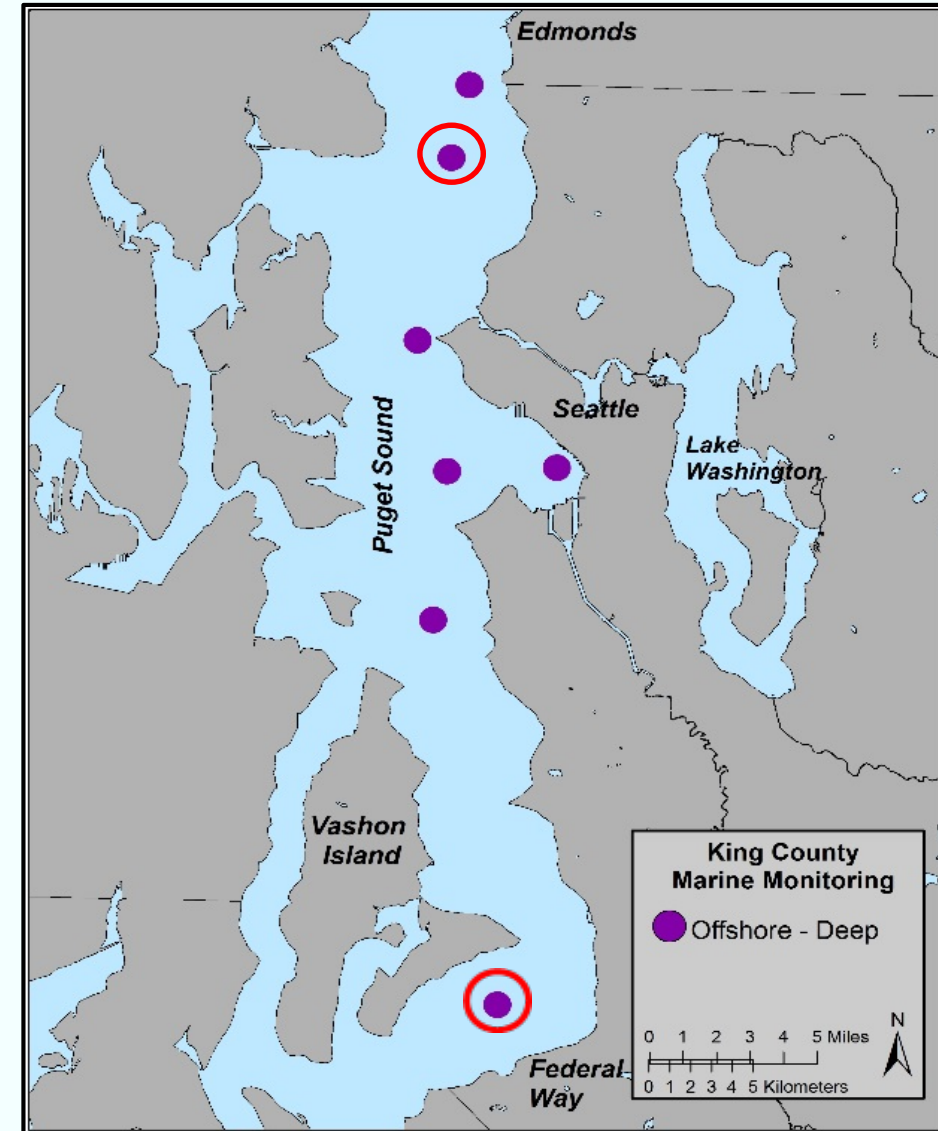 Edmonds
Seattle
Lake
Washington
Puget Sound
Vashon
Island
King County
Marine Monitoring
Offshore - Deep
N
0 1 2 3 4 5 Miles
0 1 2 3 4 5 Kilometers
Federal
Way